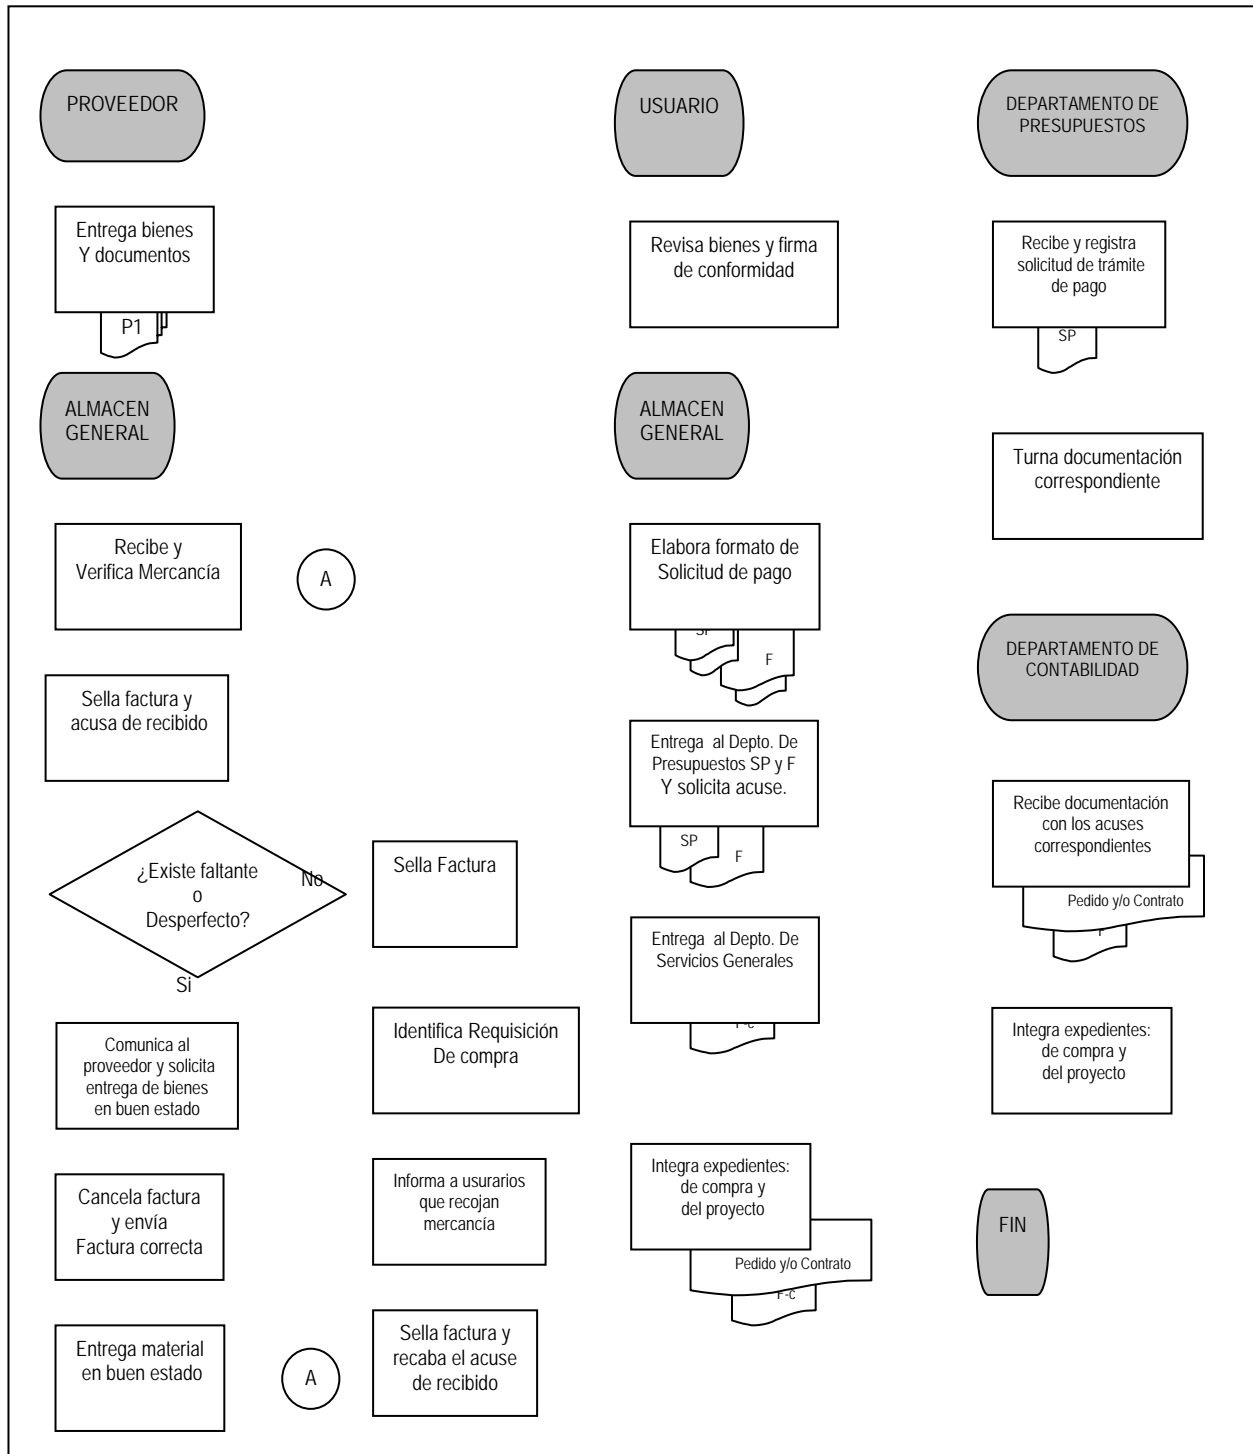 PROVEEDOR
Entrega bienes
Y documentos
P1
ALMACEN
GENERAL
Recibe y
Verifica Mercancía
A
Sella factura y
acusa de recibido
¿Existe faltante
o
Desperfecto?
No
Si
Comunica al
proveedor y solicita
entrega de bienes
en buen estado
Cancela factura
y envía
Factura correcta
Entrega material
en buen estado
A
Sella Factura
Identifica Requisición
De compra
Informa a usurarios
que recojan
mercancía
Sella factura y
recaba el acuse
de recibido
USUARIO
Revisa bienes y firma
de conformidad
ALMACEN
GENERAL
Elabora formato de
Solicitud de pago
SP
F
Entrega al Depto. De
Presupuestos SP y F
Y solicita acuse.
SP
F
Entrega al Depto. De
Servicios Generales
F-c
Integra expedientes:
de compra y
del proyecto
Pedido y/o Contrato
F-c
DEPARTAMENTO DE
PRESUPUESTOS
Recibe y registra
solicitud de trámite
de pago
SP
Turna documentación
correspondiente
DEPARTAMENTO DE
CONTABILIDAD
Recibe documentación
con los acuses
correspondientes
Pedido y/o Contrato
Integra expedientes:
de compra y
del proyecto
FIN